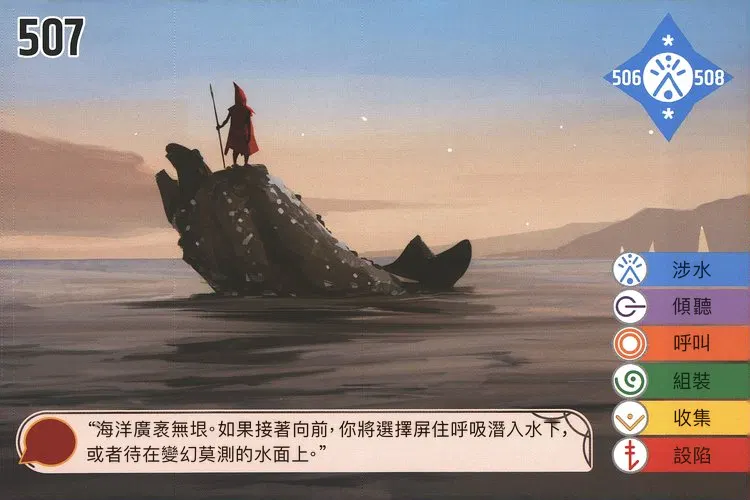 507
*
506
508
*
涉水
傾聽
呼叫
組裝
收集
設陷
“海洋廣袤無垠。如果接著向前，你將選擇屏住呼吸潛入水下，
或者待在變幻莫測的水面上。”